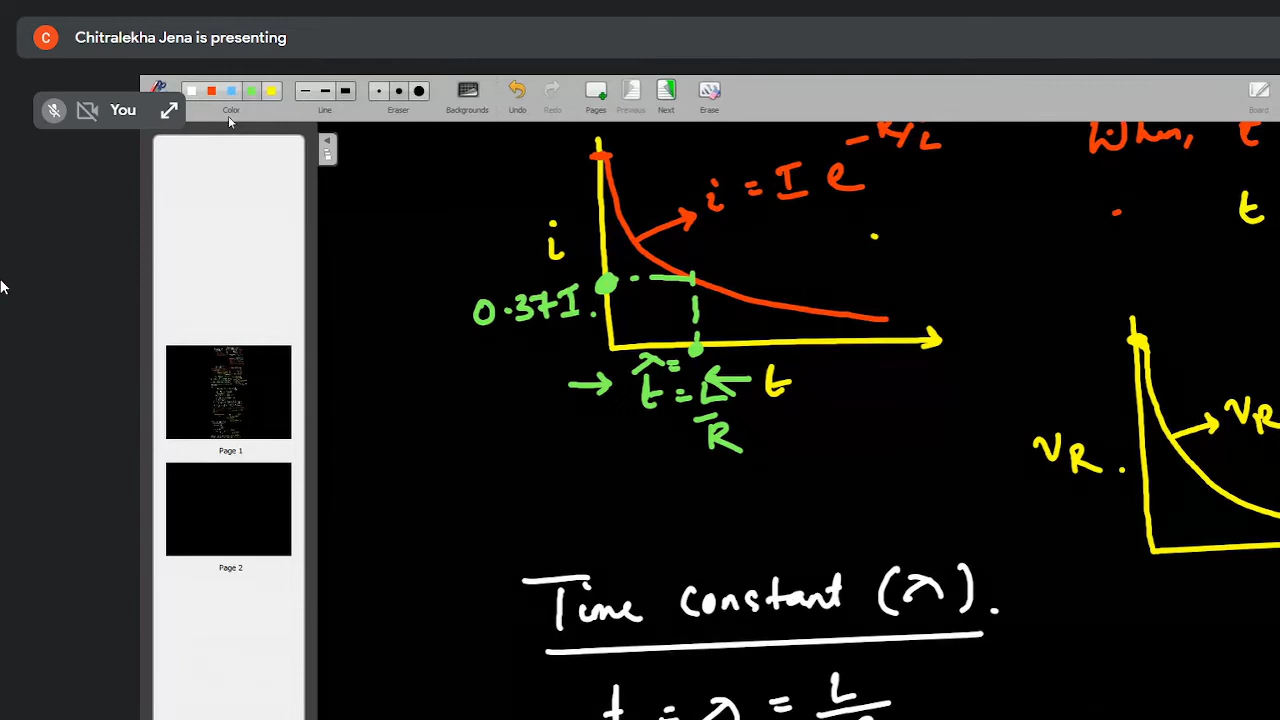 C Chitralekha Jena is presenting
You
Color Line Eraser Backgrounds Undo Redo Pages Previous Next Erase Board
When, t
i = I e^-R/L
t
i
0.37I.
λ =
t = L/R
t
VR.
VR
Page 1
Page 2
Time constant (λ).
t = λ = L